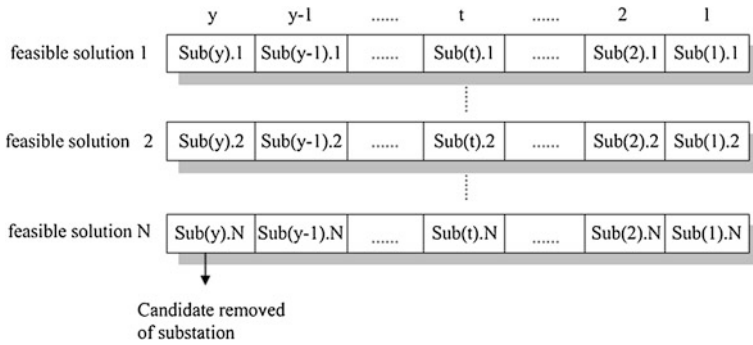 y y-1 ...... t ...... 2 1
feasible solution 1 Sub(y).1 Sub(y-1).1 ...... Sub(t).1 ...... Sub(2).1 Sub(1).1
feasible solution 2 Sub(y).2 Sub(y-1).2 ...... Sub(t).2 ...... Sub(2).2 Sub(1).2
feasible solution N Sub(y).N Sub(y-1).N ...... Sub(t).N ...... Sub(2).N Sub(1).N
Candidate removed
of substation